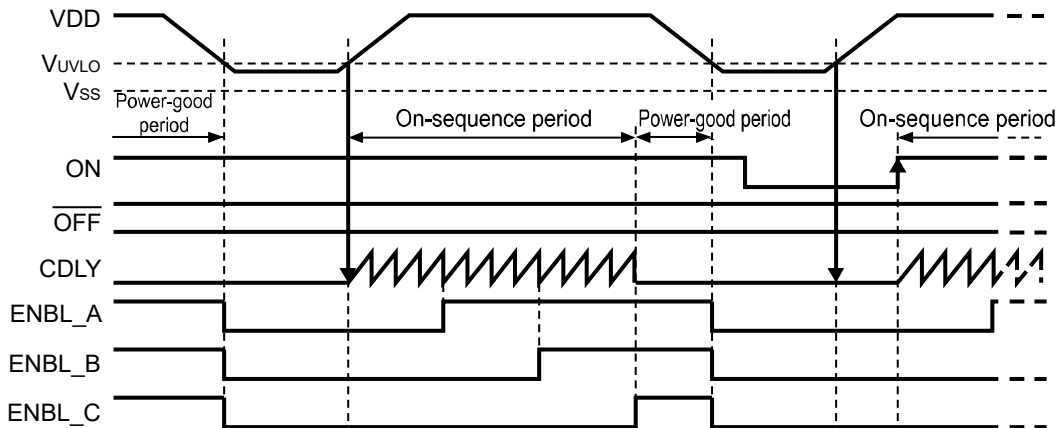 VDD
VUVLO
VSS
Power-good
period
On-sequence period
Power-good period
On-sequence period
ON
OFF
CDLY
ENBL_A
ENBL_B
ENBL_C